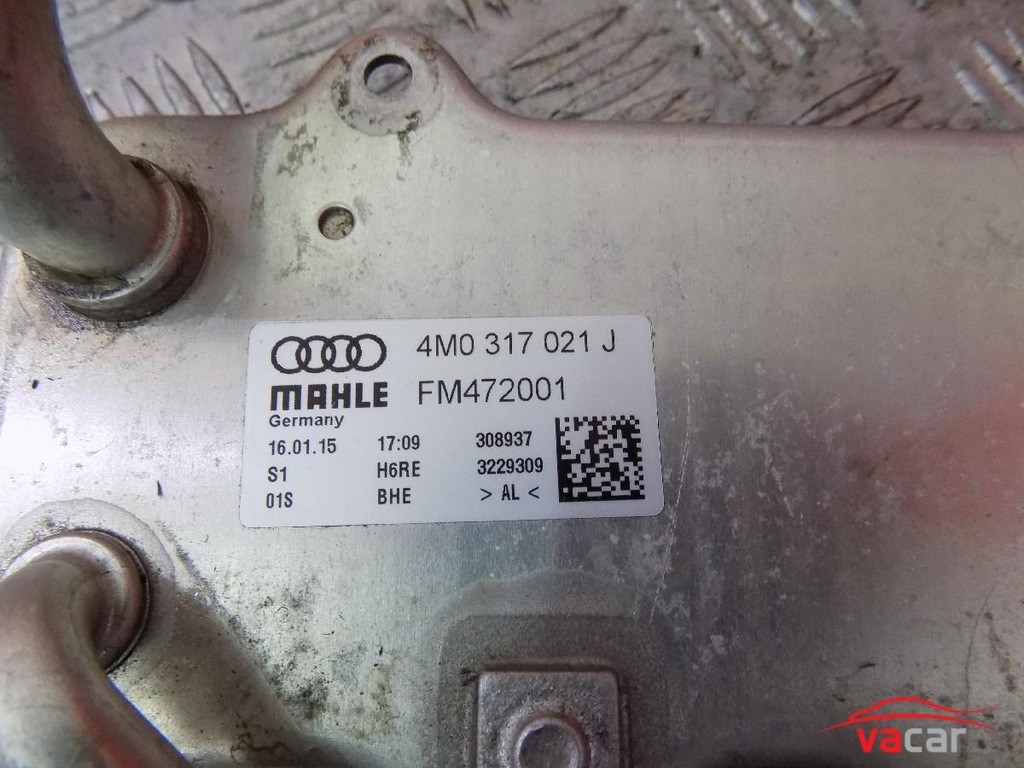 4M0 317 021 J
MAHLE FM472001
Germany
16.01.15 17:09 308937
S1 H6RE 3229309
01S BHE > AL <
vacar